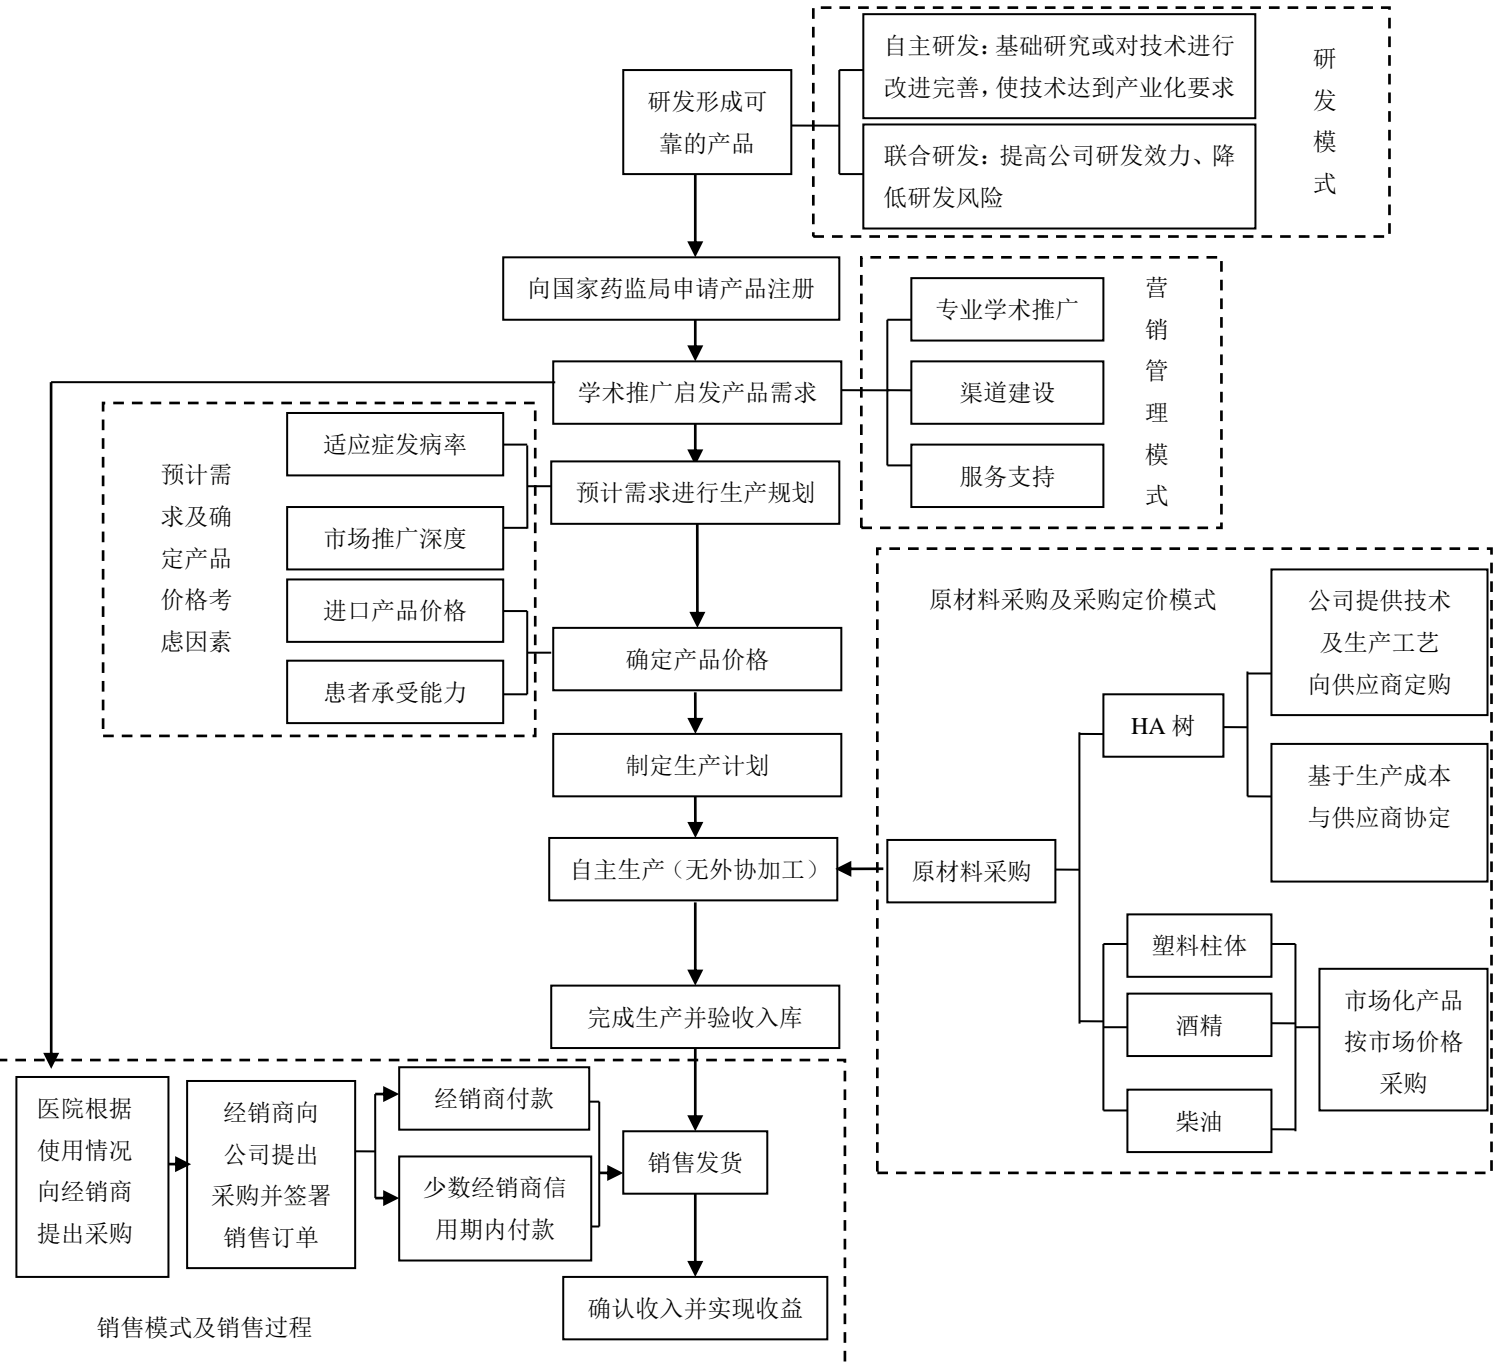 研发形成可
靠的产品
自主研发：基础研究或对技术进行
改进完善，使技术达到产业化要求
联合研发：提高公司研发效力、降
低研发风险
研
发
模
式
向国家药监局申请产品注册
学术推广启发产品需求
专业学术推广
渠道建设
服务支持
营
销
管
理
模
式
预计需
求及确
定产品
价格考
虑因素
适应症发病率
市场推广深度
进口产品价格
患者承受能力
预计需求进行生产规划
确定产品价格
制定生产计划
自主生产（无外协加工）
原材料采购及采购定价模式
公司提供技术
及生产工艺
向供应商定购
HA 树
基于生产成本
与供应商协定
原材料采购
塑料柱体
酒精
柴油
市场化产品
按市场价格
采购
完成生产并验收入库
医院根据
使用情况
向经销商
提出采购
经销商向
公司提出
采购并签署
销售订单
经销商付款
少数经销商信
用期内付款
销售发货
确认收入并实现收益
销售模式及销售过程